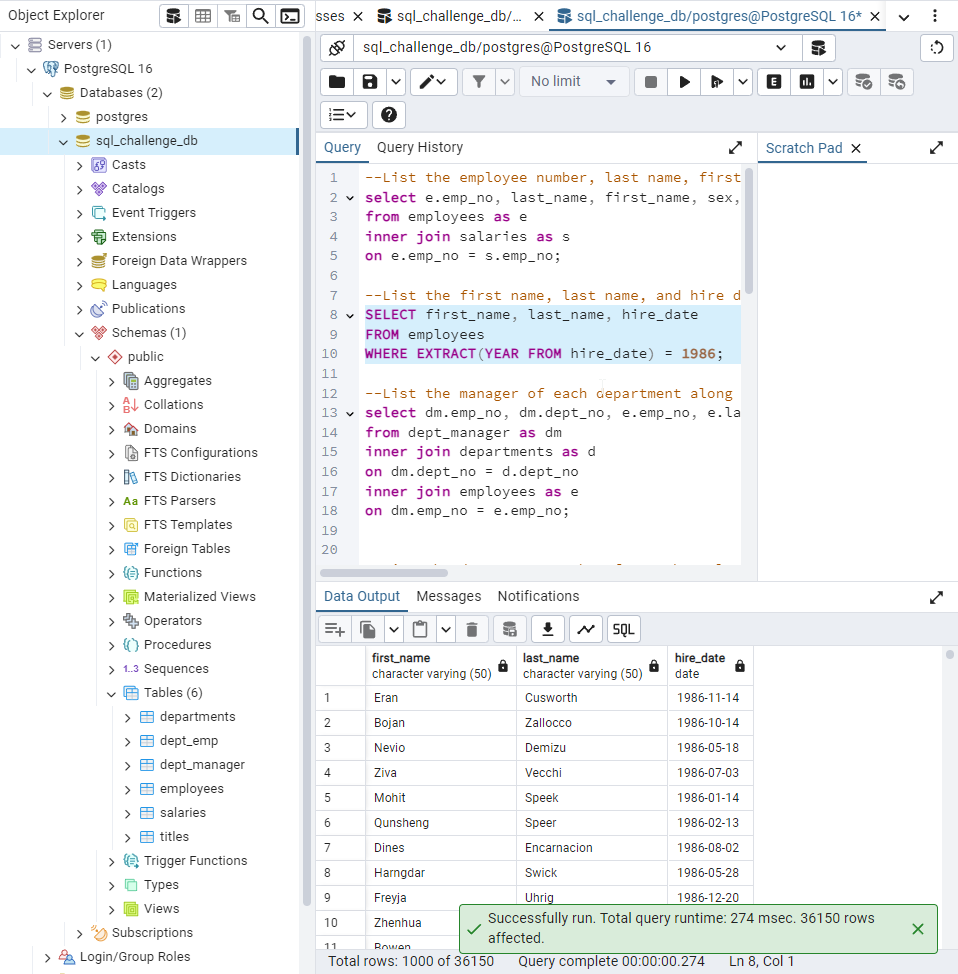 Object Explorer
Servers (1)
PostgreSQL 16
Databases (2)
postgres
sql_challenge_db
Casts
Catalogs
Event Triggers
Extensions
Foreign Data Wrappers
Languages
Publications
Schemas (1)
public
Aggregates
Collations
Domains
FTS Configurations
FTS Dictionaries
Aa FTS Parsers
FTS Templates
Foreign Tables
Functions
Materialized Views
Operators
Procedures
1..3 Sequences
Tables (6)
departments
dept_emp
dept_manager
employees
salaries
titles
Trigger Functions
Types
Views
Subscriptions
Login/Group Roles
sses
sql_challenge_db/...
sql_challenge_db/postgres@PostgreSQL 16*
sql_challenge_db/postgres@PostgreSQL 16
No limit
E
Query Query History
Scratch Pad
1 --List the employee number, last name, first
2 select e.emp_no, last_name, first_name, sex,
3 from employees as e
4 inner join salaries as s
5 on e.emp_no = s.emp_no;
6
7 --List the first name, last name, and hire d
8 SELECT first_name, last_name, hire_date
9 FROM employees
10 WHERE EXTRACT(YEAR FROM hire_date) = 1986;
11
12 --List the manager of each department along
13 select dm.emp_no, dm.dept_no, e.emp_no, e.la
14 from dept_manager as dm
15 inner join departments as d
16 on dm.dept_no = d.dept_no
17 inner join employees as e
18 on dm.emp_no = e.emp_no;
19
20
Data Output Messages Notifications
SQL
first_name last_name hire_date
character varying (50) character varying (50) date
1 Eran Cusworth 1986-11-14
2 Bojan Zallocco 1986-10-14
3 Nevio Demizu 1986-05-18
4 Ziva Vecchi 1986-07-03
5 Mohit Speek 1986-01-14
6 Qunsheng Speer 1986-02-13
7 Dines Encarnacion 1986-08-02
8 Harngdar Swick 1986-05-28
9 Freyja Uhrig 1986-12-20
10 Zhenhua
11 Bowen
Successfully run. Total query runtime: 274 msec. 36150 rows
affected.
Total rows: 1000 of 36150 Query complete 00:00:00.274 Ln 8, Col 1